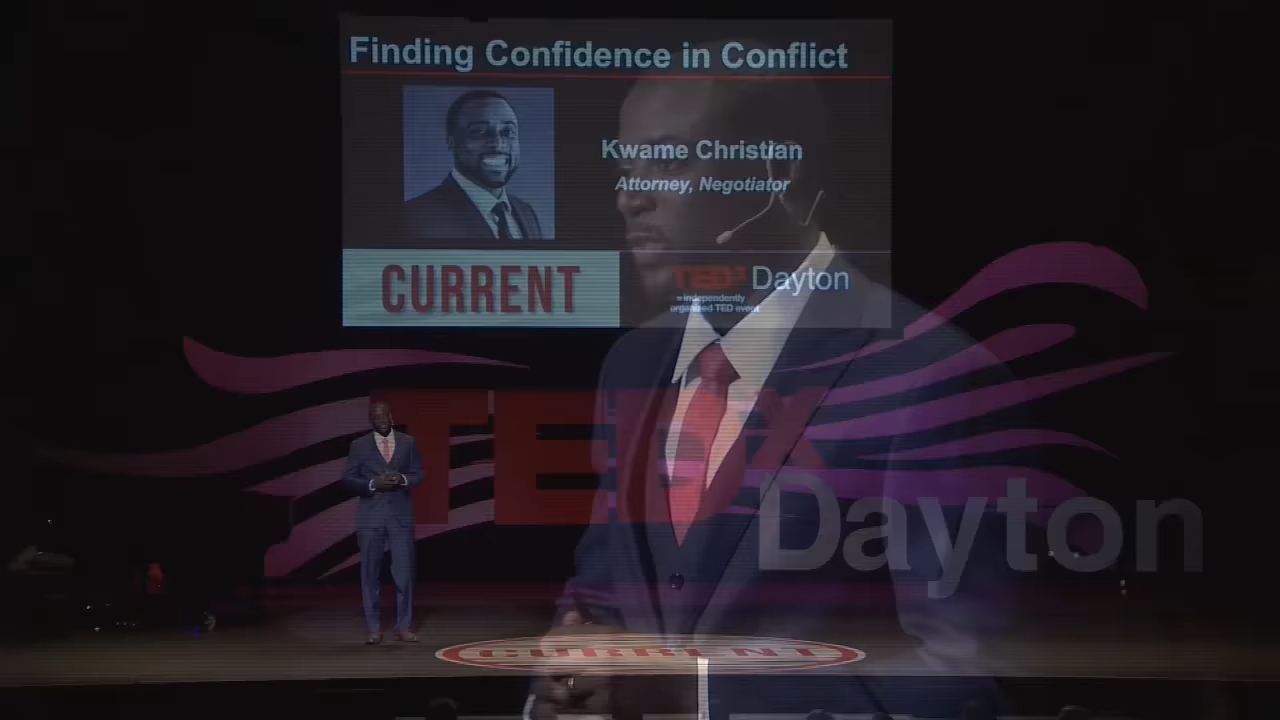 Finding Confidence in Conflict
Kwame Christian
Attorney, Negotiator
CURRENT
TEDx Dayton
= independently
organized TED event
TEDx
Dayton
CURRENT